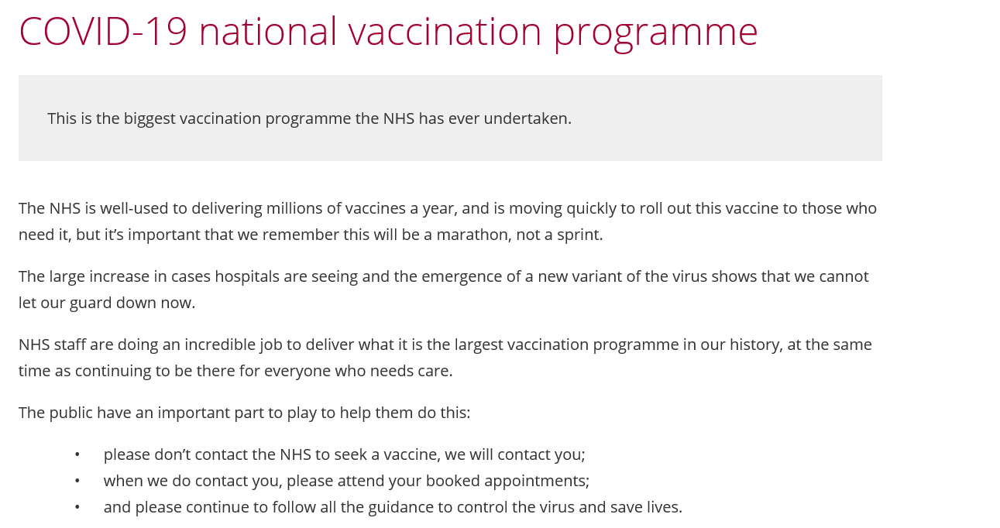 COVID-19 national vaccination programme
This is the biggest vaccination programme the NHS has ever undertaken.
The NHS is well-used to delivering millions of vaccines a year, and is moving quickly to roll out this vaccine to those who
need it, but it’s important that we remember this will be a marathon, not a sprint.
The large increase in cases hospitals are seeing and the emergence of a new variant of the virus shows that we cannot
let our guard down now.
NHS staff are doing an incredible job to deliver what it is the largest vaccination programme in our history, at the same
time as continuing to be there for everyone who needs care.
The public have an important part to play to help them do this:
• please don’t contact the NHS to seek a vaccine, we will contact you;
• when we do contact you, please attend your booked appointments;
• and please continue to follow all the guidance to control the virus and save lives.